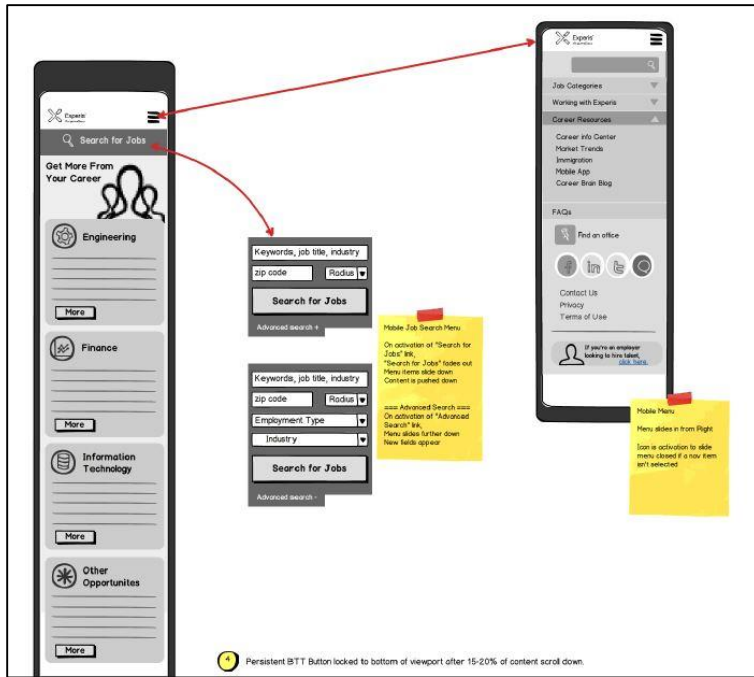 Experis
Search for Jobs
Get More From
Your Career
Engineering
More
Finance
More
Information
Technology
More
Other
Opportunites
More
Keywords, job title, industry
zip code
Radius
Search for Jobs
Advanced search +
Keywords, job title, industry
zip code
Radius
Employment Type
Industry
Search for Jobs
Advanced search -
Mobile Job Search Menu
On activation of "Search for
Jobs" link,
"Search for Jobs" fades out
Menu items slide down
Content is pushed down
=== Advanced Search ===
On activation of "Advanced
Search" link,
Menu slides further down
New fields appear
Experis
Job Categories
Working with Experis
Career Resources
Career info Center
Market Trends
Immigration
Mobile App
Career Brain Blog
FAQs
Find an office
f in t
Contact Us
Privacy
Terms of Use
If you're an employer
looking to hire talent,
click here.
Mobile Menu
Menu slides in from Right
Icon is activation to slide
menu closed if a nav item
isn't selected
4 Persistent BTT Button locked to bottom of viewport after 15-20% of content scroll down.